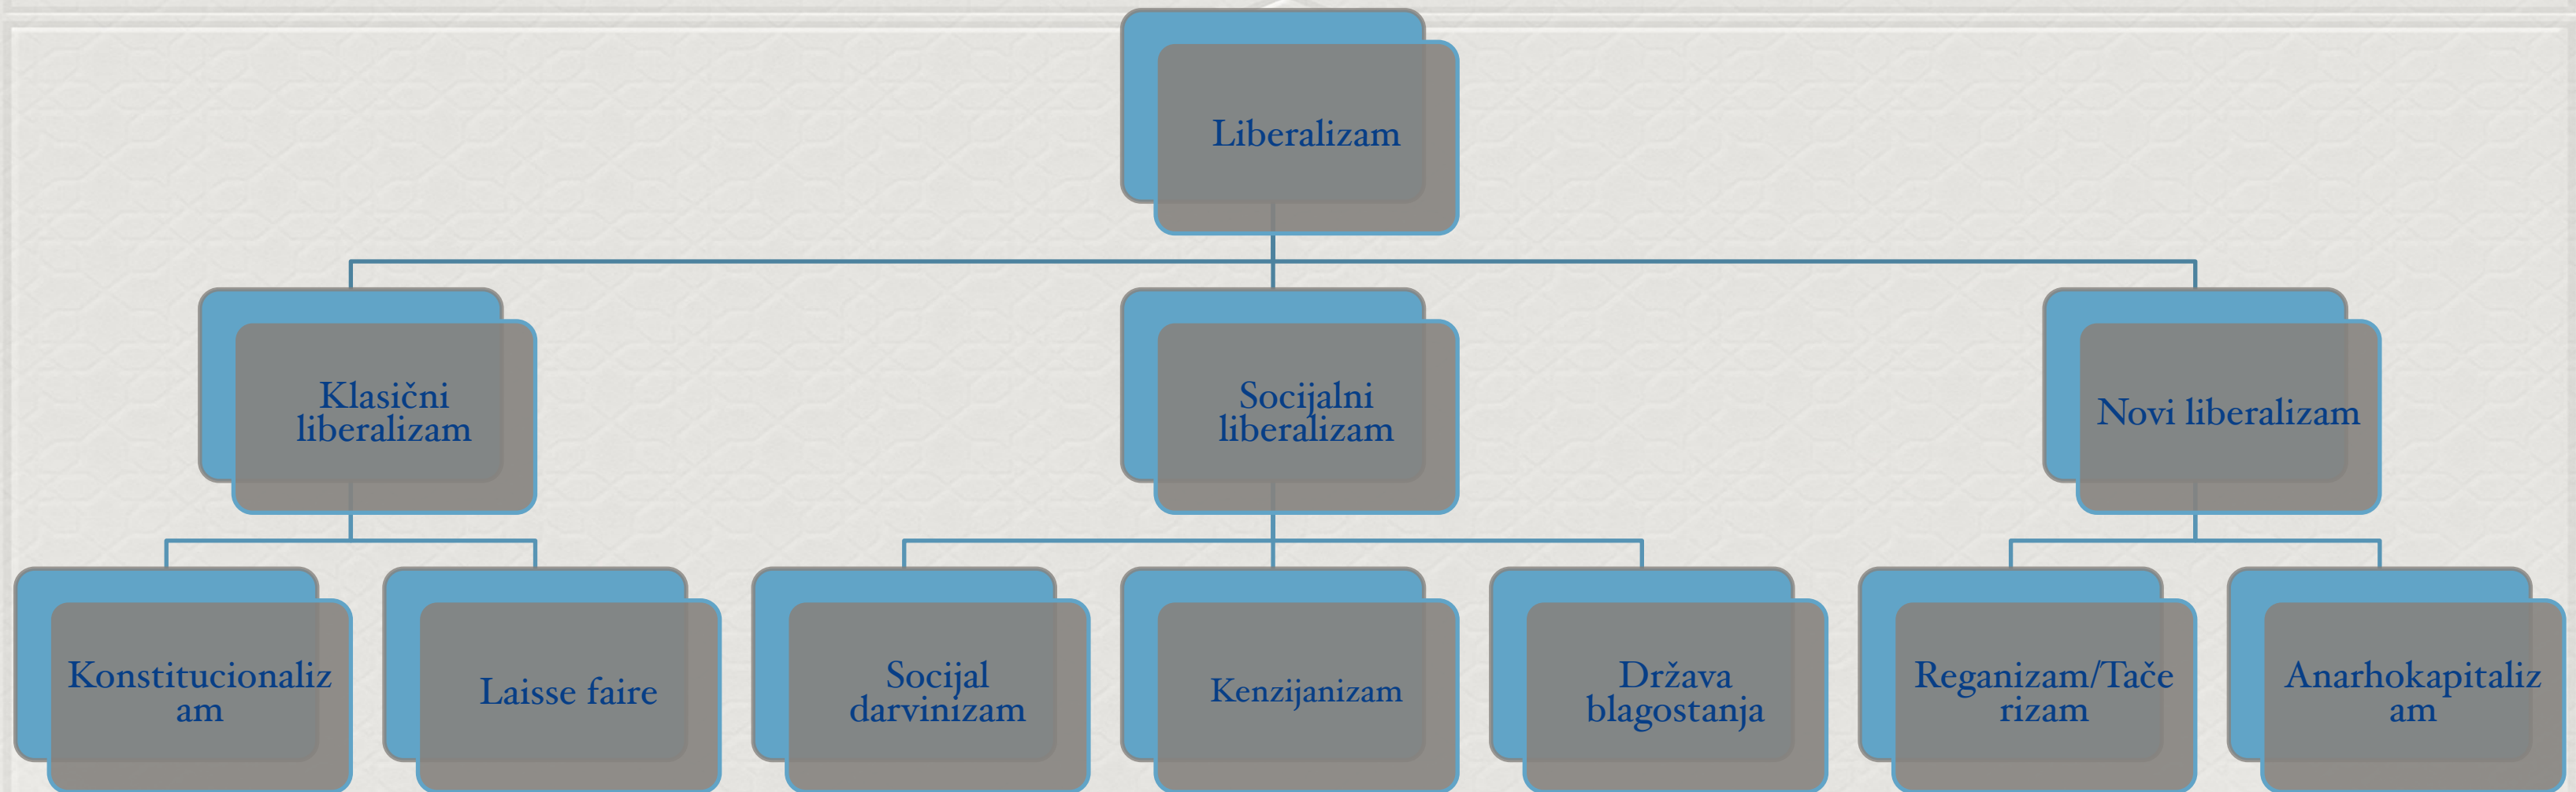 Liberalizam
Klasični
liberalizam
Socijalni
liberalizam
Novi liberalizam
Konstitucionaliz
am
Laisse faire
Socijal
darvinizam
Kenzijanizam
Država
blagostanja
Reganizam/Tače
rizam
Anarhokapitaliz
am